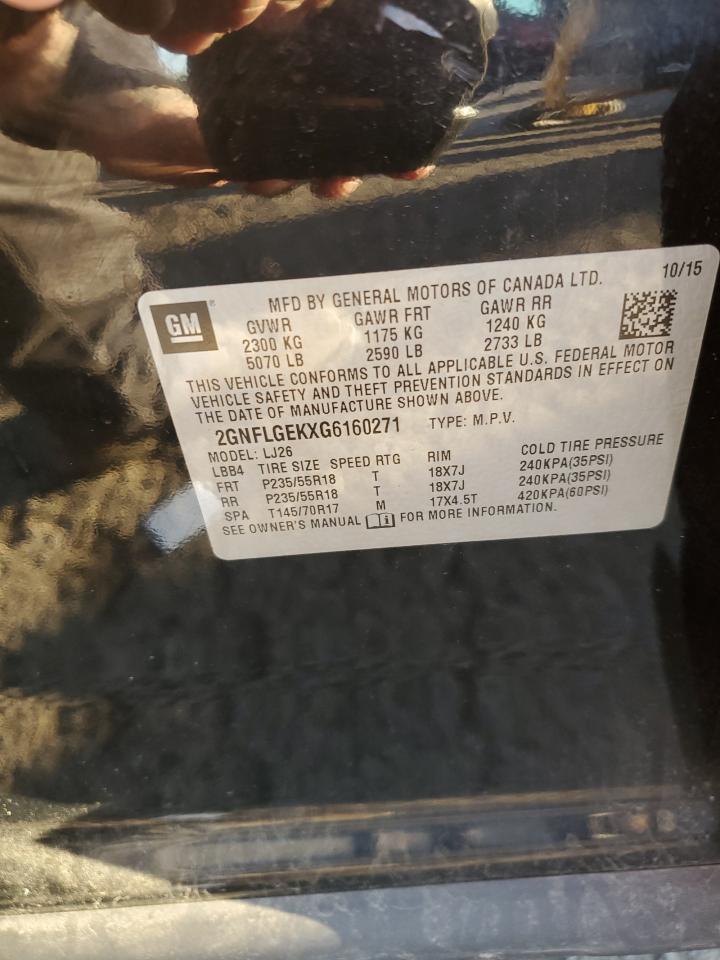 10/15
GM ®
MFD BY GENERAL MOTORS OF CANADA LTD.
GVWR GAWR FRT GAWR RR
2300 KG 1175 KG 1240 KG
5070 LB 2590 LB 2733 LB
THIS VEHICLE CONFORMS TO ALL APPLICABLE U.S. FEDERAL MOTOR
VEHICLE SAFETY AND THEFT PREVENTION STANDARDS IN EFFECT ON
THE DATE OF MANUFACTURE SHOWN ABOVE.
2GNFLGEKXG6160271 TYPE: M.P.V.
MODEL: LJ26
LBB4 TIRE SIZE SPEED RTG RIM COLD TIRE PRESSURE
FRT P235/55R18 T 18X7J 240KPA(35PSI)
RR P235/55R18 T 18X7J 240KPA(35PSI)
SPA T145/70R17 M 17X4.5T 420KPA(60PSI)
SEE OWNER'S MANUAL FOR MORE INFORMATION.